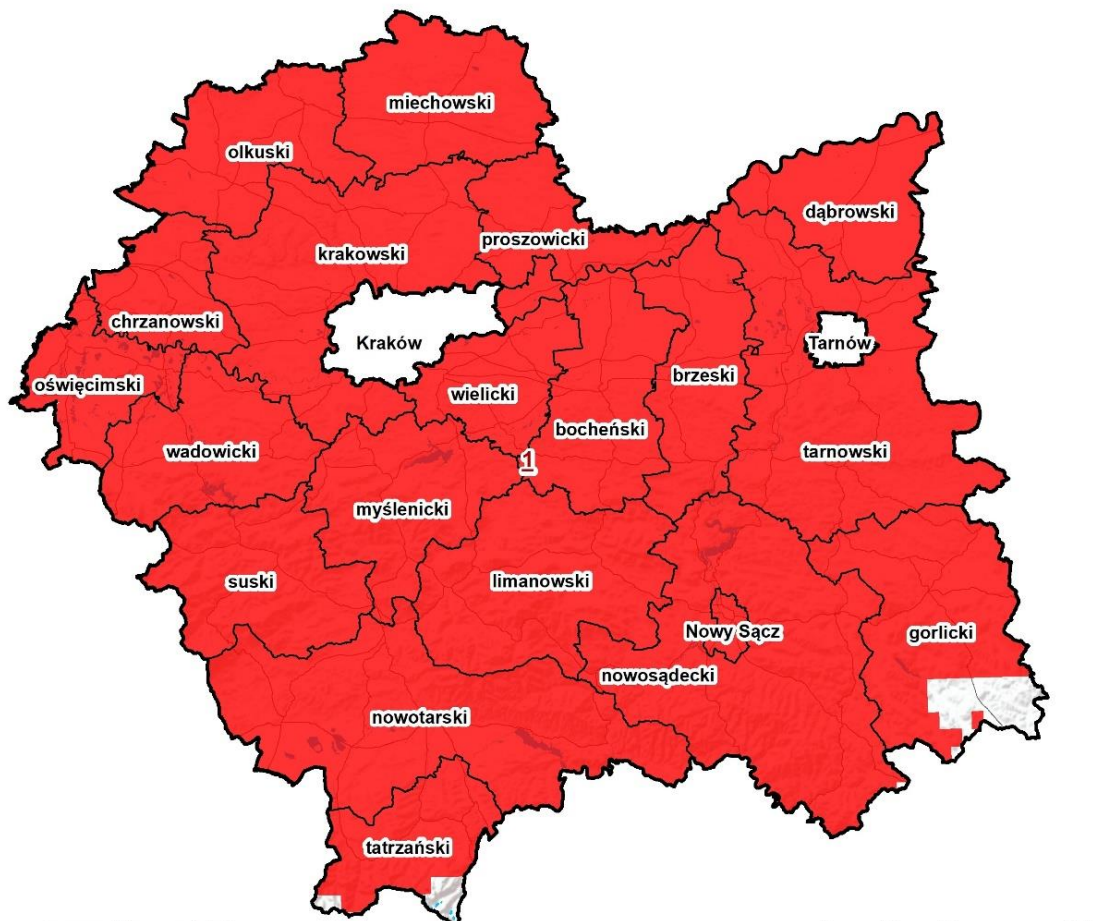 miechowski
olkuski
dąbrowski
proszowicki
krakowski
chrzanowski
Kraków
Tarnów
oświęcimski
brzeski
wielicki
bocheński
wadowicki
tarnowski
1
myślenicki
suski
limanowski
Nowy Sącz
gorlicki
nowosądecki
nowotarski
tatrzański